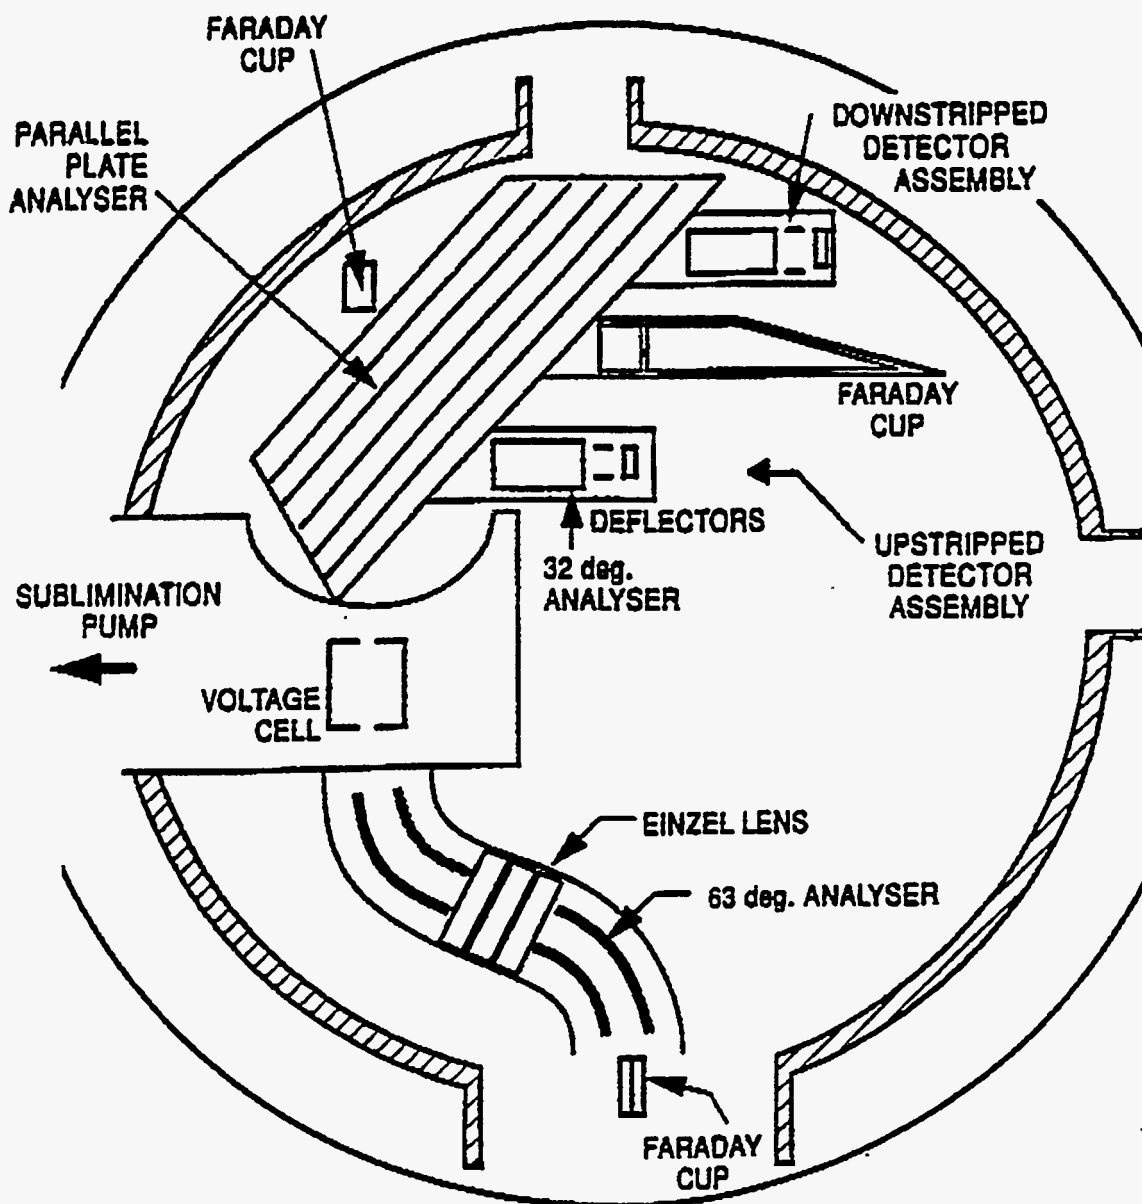 FARADAY
CUP
PARALLEL
PLATE
ANALYSER
DOWNSTRIPPED
DETECTOR
ASSEMBLY
FARADAY
CUP
DEFLECTORS
32 deg.
ANALYSER
UPSTRIPPED
DETECTOR
ASSEMBLY
SUBLIMINATION
PUMP
VOLTAGE
CELL
EINZEL LENS
63 deg. ANALYSER
FARADAY
CUP